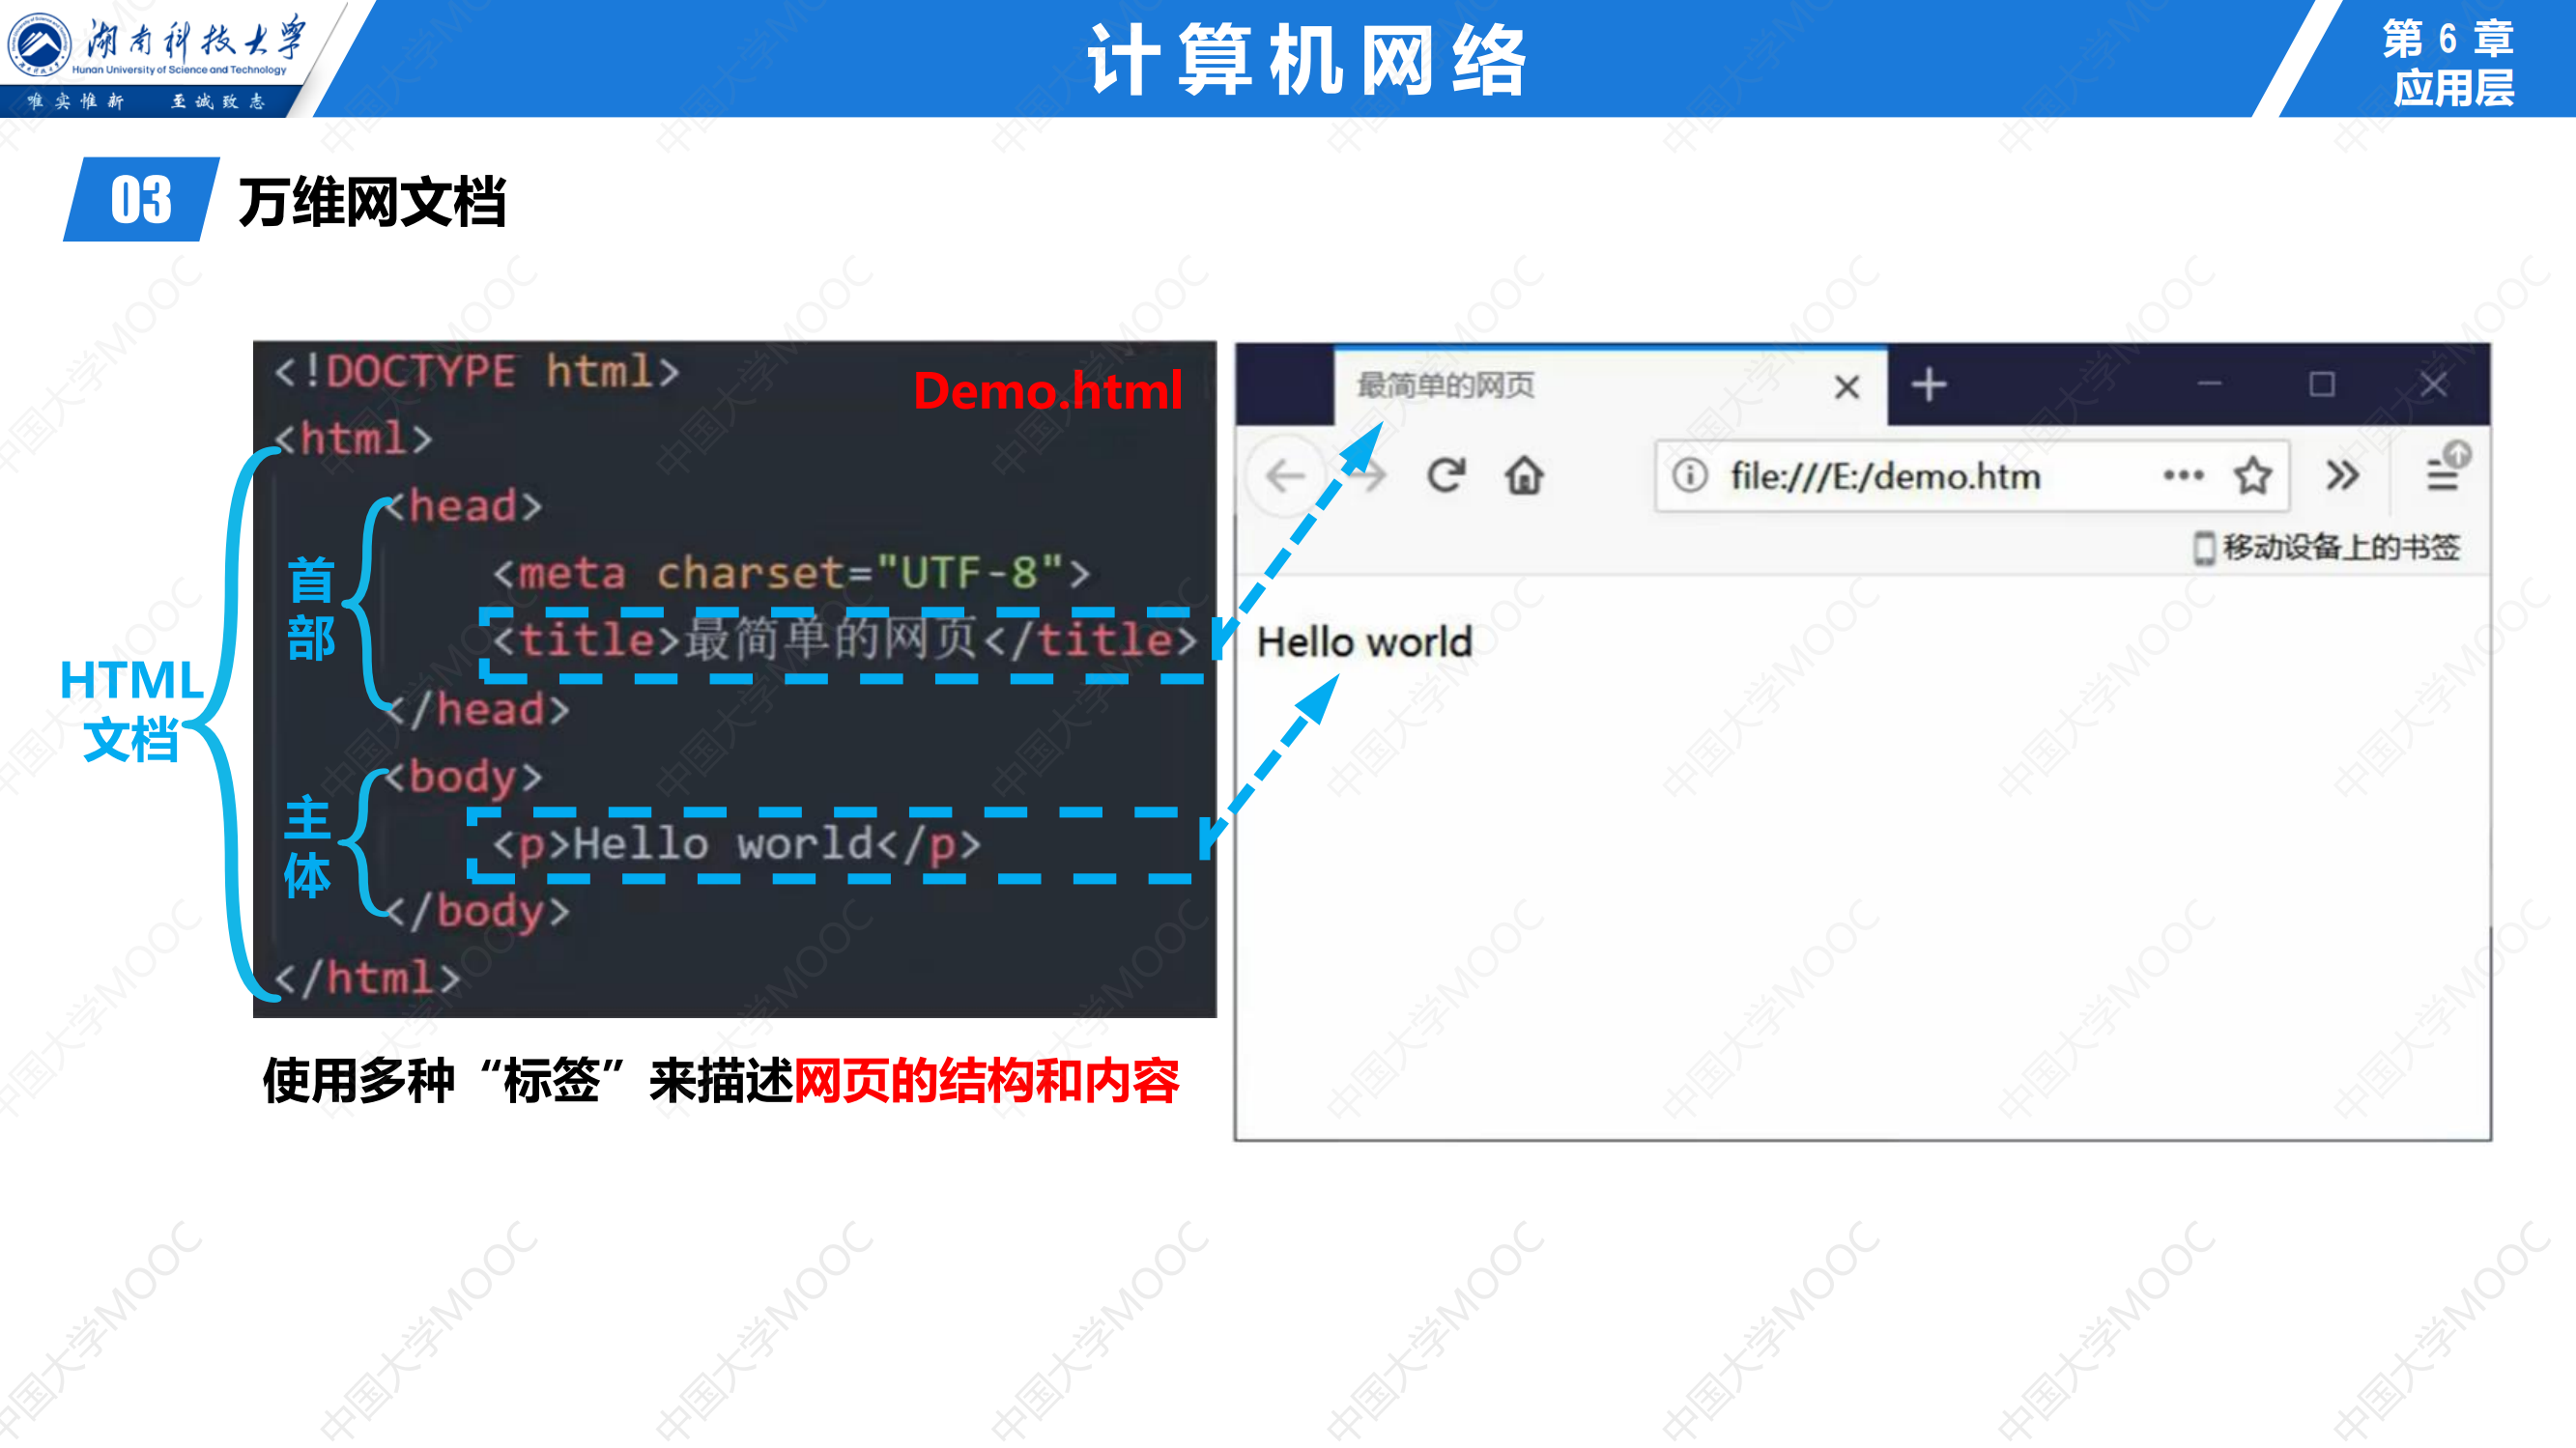 湖南科技大学
Hunan University of Science and Technology
唯实惟新 至诚致志
计算机网络
第 6 章
应用层
03 万维网文档
Demo.html
<!DOCTYPE html>
<html>
<head>
<meta charset="UTF-8">
<title>最简单的网页</title>
</head>
<body>
<p>Hello world</p>
</body>
</html>
HTML
文档
首
部
主
体
使用多种“标签”来描述网页的结构和内容
最简单的网页
file:///E:/demo.htm
移动设备上的书签
Hello world
中国大学MOOC